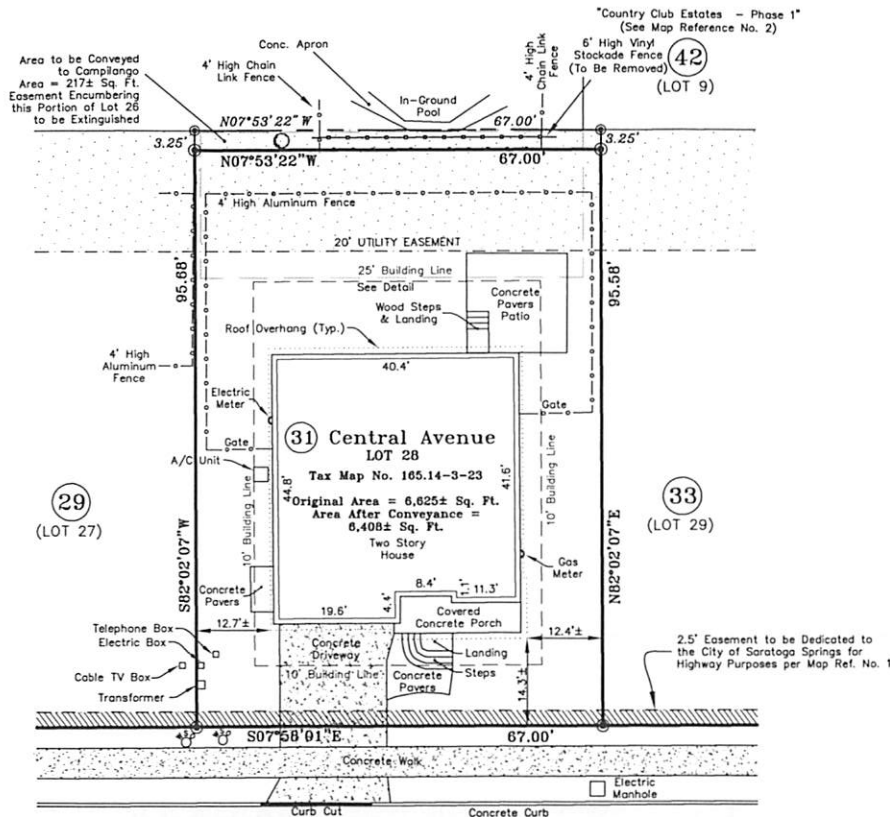 "Country Club Estates - Phase 1"
(See Map Reference No. 2)
42
(LOT 9)
6' High Vinyl
Stockade Fence
(To Be Removed)
4' High
Chain Link
Fence
Conc. Apron
4' High Chain
Link Fence
In-Ground
Pool
Area to be Conveyed
to Campilango
Area = 217± Sq. Ft.
Easement Encumbering
this Portion of Lot 26
to be Extinguished
N07°53'22"W
67.00'
3.25'
3.25'
N07°53'22"W
67.00'
4' High Aluminum Fence
20' UTILITY EASEMENT
25' Building Line
See Detail
95.88'
95.58'
Wood Steps
& Landing
Concrete
Pavers
Patio
Roof Overhang (Typ.)
4' High
Aluminum
Fence
40.4'
Electric
Meter
Gate
Gate
31 Central Avenue
LOT 28
Tax Map No. 165.14-3-23
Original Area = 6,625± Sq. Ft.
Area After Conveyance =
6,408± Sq. Ft.
Two Story
House
A/C Unit
44.8'
41.6'
10' Building Line
10' Building Line
29
(LOT 27)
33
(LOT 29)
S82°02'07"W
N82°02'07"E
Gas
Meter
Concrete
Pavers
8.4'
1.1'
11.3'
4.4'
19.6'
Covered
Concrete Porch
12.7'±
12.4'±
Telephone Box
Electric Box
Cable TV Box
Transformer
Concrete
Driveway
10' Building Line
Landing
Steps
Concrete
Pavers
14.3'±
2.5' Easement to be Dedicated to
the City of Saratoga Springs for
Highway Purposes per Map Ref. No. 1
S07°58'01"E
67.00'
Concrete Walk
Electric
Manhole
Curb Cut
Concrete Curb